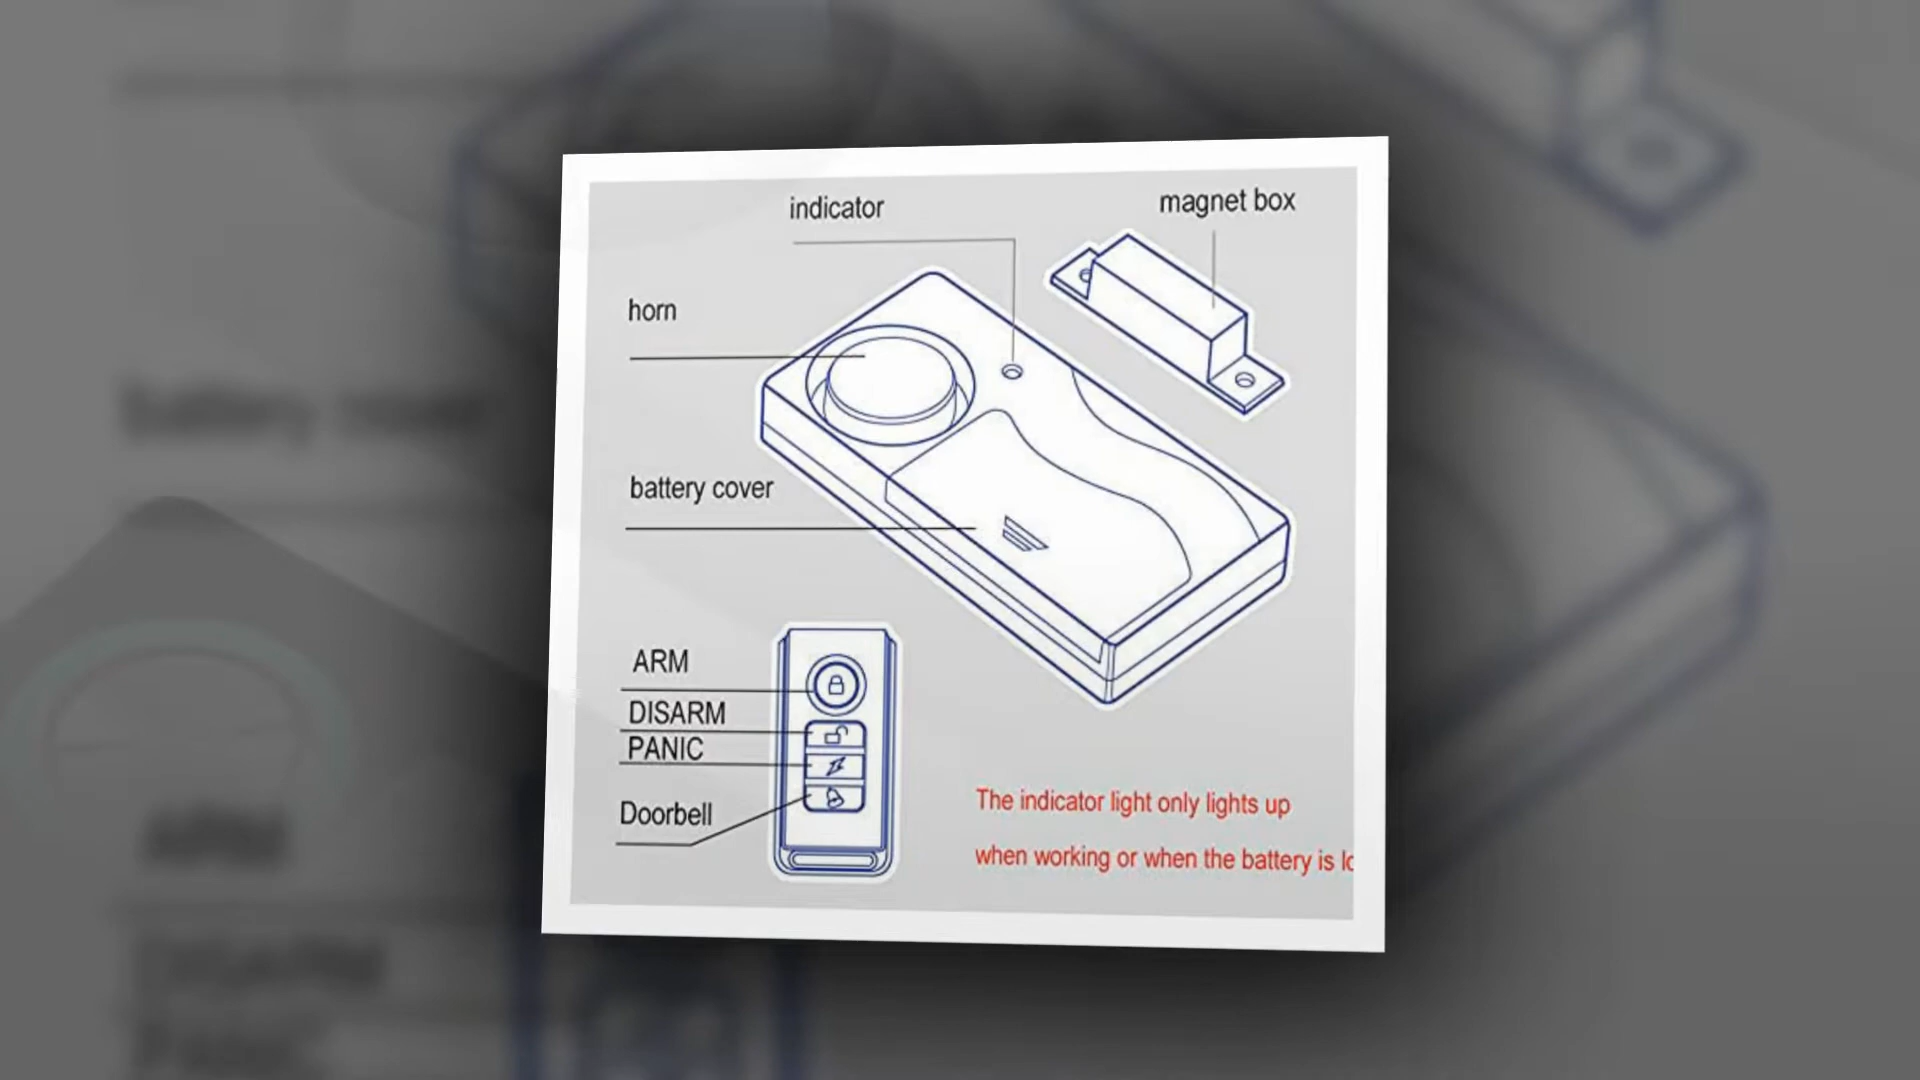 indicator
magnet box
horn
battery cover
ARM
DISARM
PANIC
Doorbell
The indicator light only lights up
when working or when the battery is